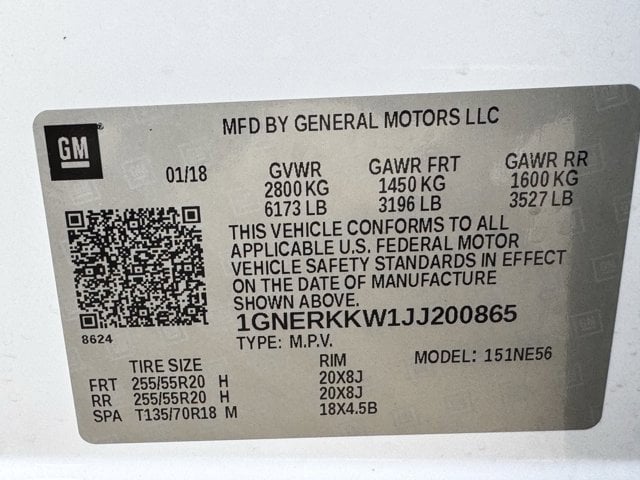 GM
MFD BY GENERAL MOTORS LLC
01/18
GVWR GAWR FRT GAWR RR
2800 KG 1450 KG 1600 KG
6173 LB 3196 LB 3527 LB
THIS VEHICLE CONFORMS TO ALL
APPLICABLE U.S. FEDERAL MOTOR
VEHICLE SAFETY STANDARDS IN EFFECT
ON THE DATE OF MANUFACTURE
SHOWN ABOVE.
8624
1GNERKKW1JJ200865
TYPE: M.P.V. MODEL: 151NE56
TIRE SIZE RIM
FRT 255/55R20 H 20X8J
RR 255/55R20 H 20X8J
SPA T135/70R18 M 18X4.5B